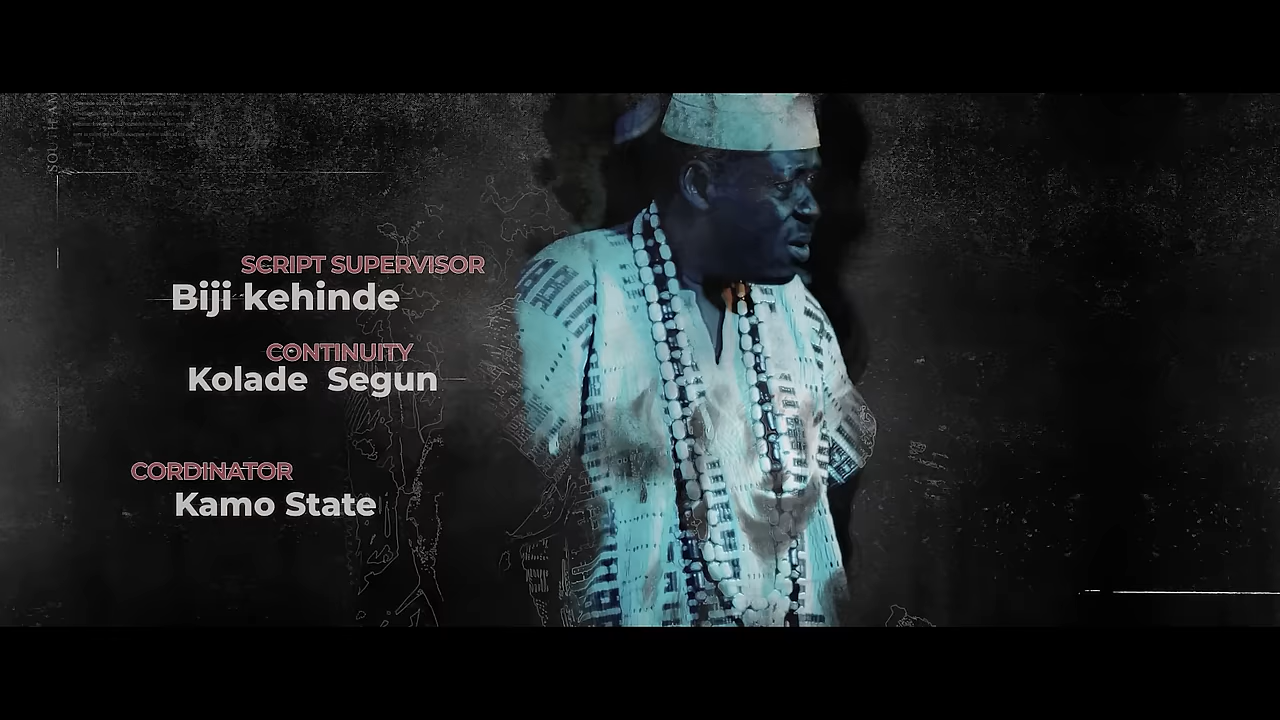 SCRIPT SUPERVISOR
Biji kehinde
CONTINUITY
Kolade Segun
CORDINATOR
Kamo State